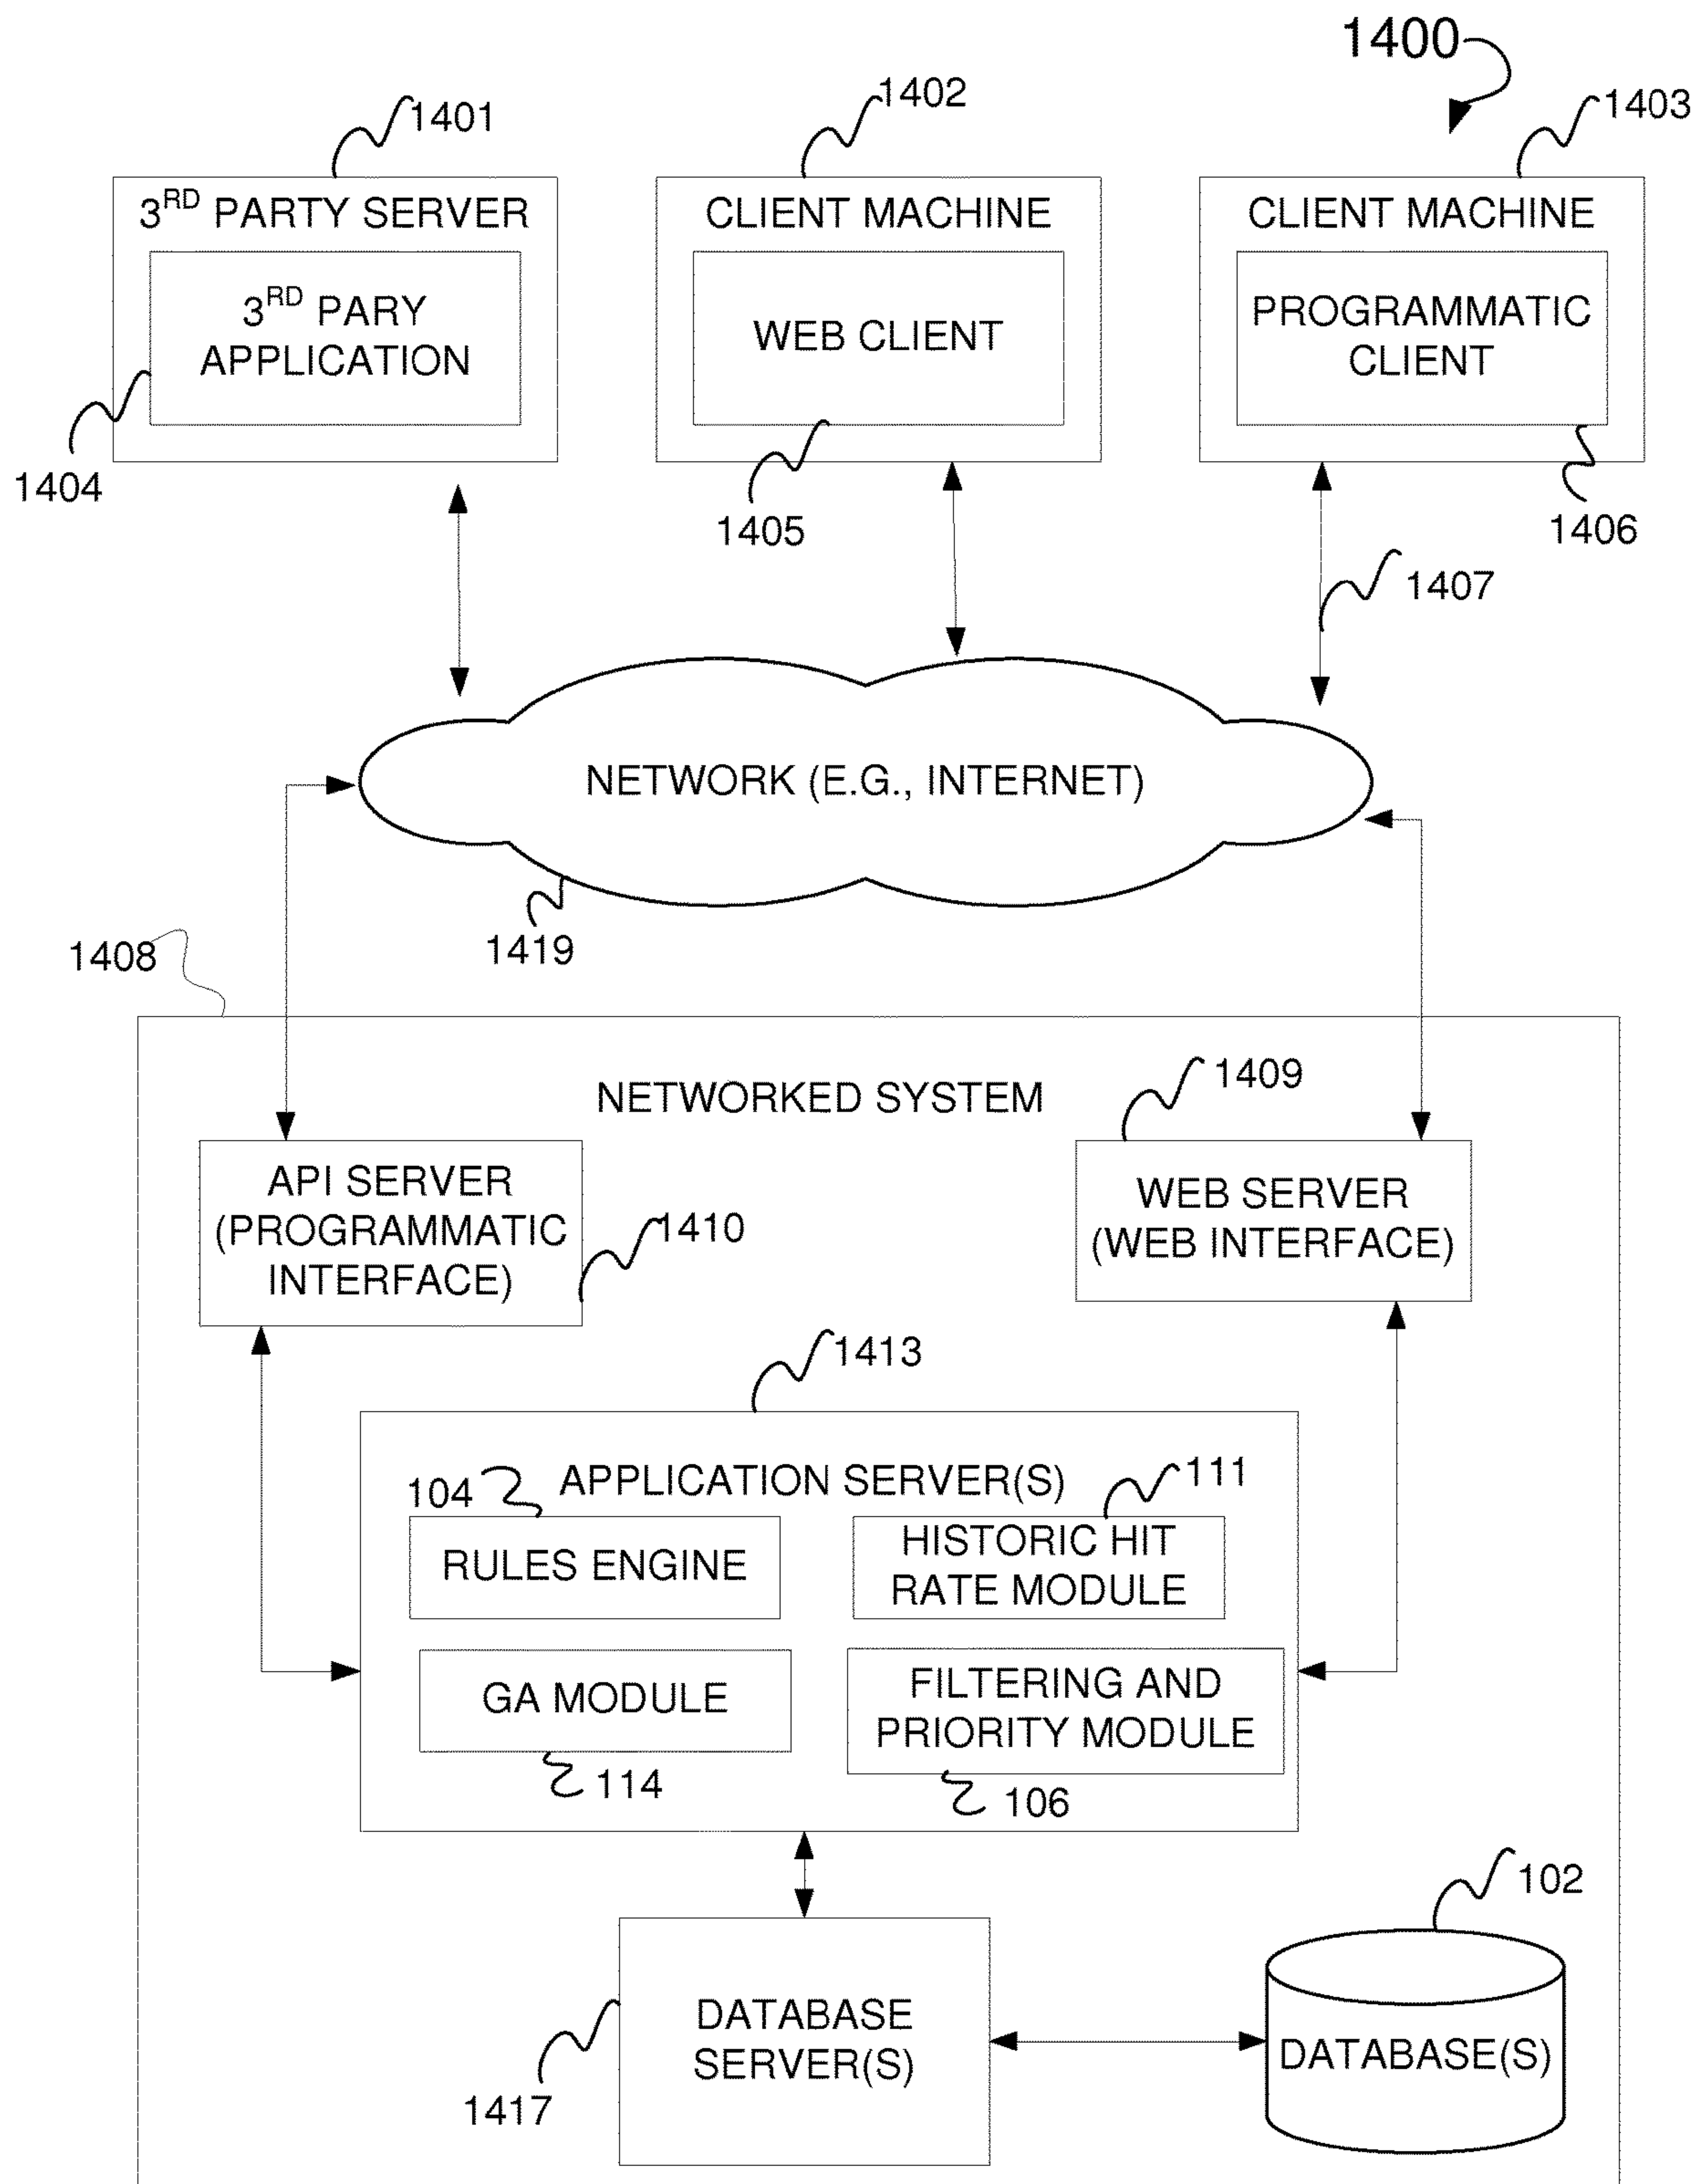 1400
1401
1402
1403
3RD PARTY SERVER
CLIENT MACHINE
CLIENT MACHINE
3RD PARY
APPLICATION
WEB CLIENT
PROGRAMMATIC
CLIENT
1404
1405
1406
1407
NETWORK (E.G., INTERNET)
1419
1408
NETWORKED SYSTEM
1409
API SERVER
(PROGRAMMATIC
INTERFACE)
1410
WEB SERVER
(WEB INTERFACE)
1413
APPLICATION SERVER(S)
104
111
RULES ENGINE
HISTORIC HIT
RATE MODULE
GA MODULE
FILTERING AND
PRIORITY MODULE
114
106
102
DATABASE
SERVER(S)
DATABASE(S)
1417